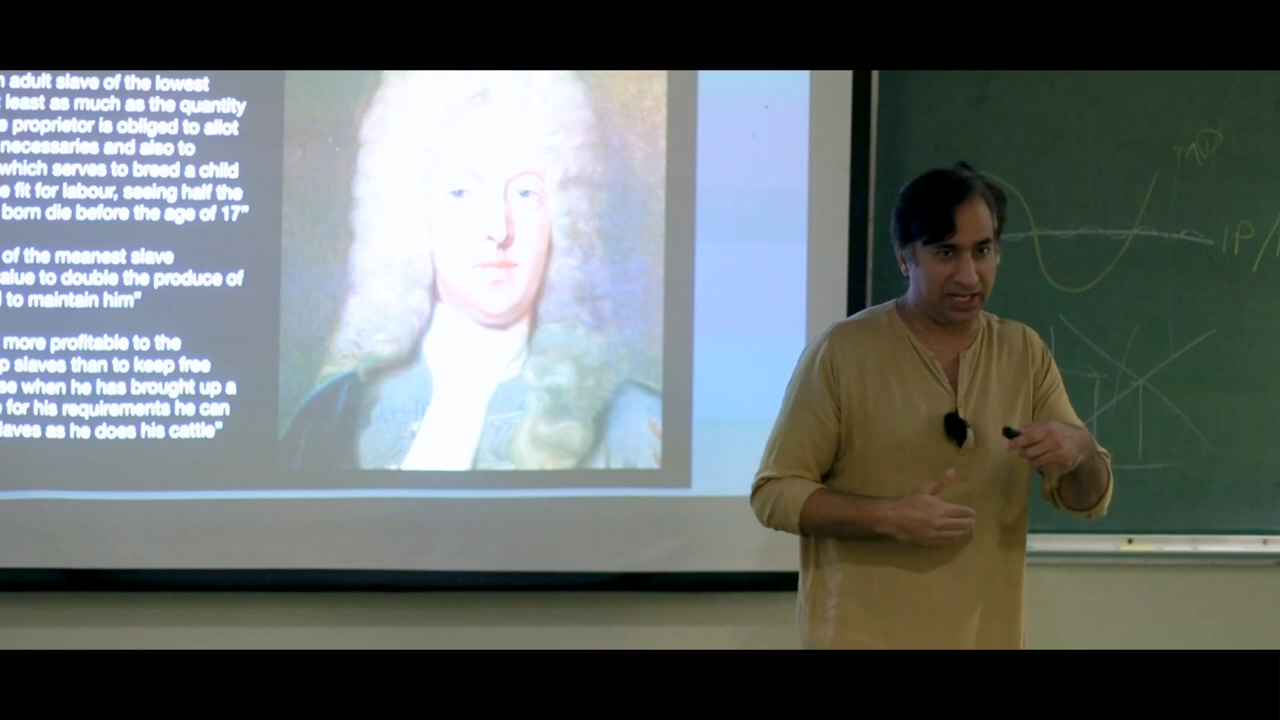 adult slave of the lowest
least as much as the quantity
proprietor is obliged to allot
necessaries and also to
which serves to breed a child
fit for labour, seeing half the
born die before the age of 17"
of the meanest slave
to double the produce of
to maintain him"
more profitable to the
slaves than to keep free
when he has brought up a
for his requirements he can
as he does his cattle"